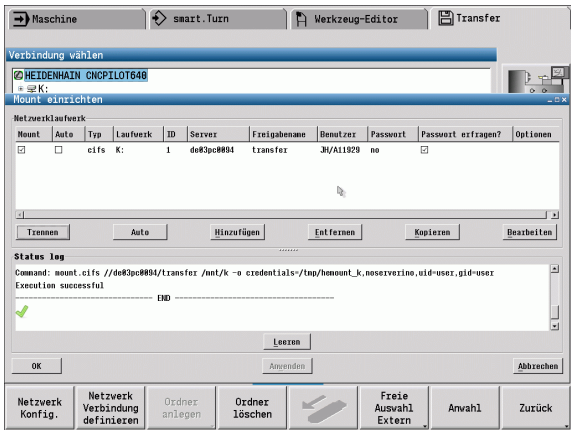 Maschine
smart.Turn
Werkzeug-Editor
Transfer
Verbindung wählen
HEIDENHAIN CNCPILOT640
K:
Mount einrichten
Netzwerklaufwerk
Mount Auto Typ Laufwerk ID Server Freigabename Benutzer Passwort Passwort erfragen? Optionen
cifs K: 1 de03pc0094 transfer JH/A11929 no
Trennen Auto Hinzufügen Entfernen Kopieren Bearbeiten
Status log
Command: mount.cifs //de03pc0094/transfer /mnt/k -o credentials=/tmp/hemount_k,noserverino,uid=user,gid=user
Execution successful
------------------------------ END -----------------------------------
Leeren
OK Anwenden Abbrechen
Netzwerk Konfig.
Netzwerk Verbindung definieren
Ordner anlegen
Ordner löschen
Freie Auswahl Extern
Anwahl
Zurück